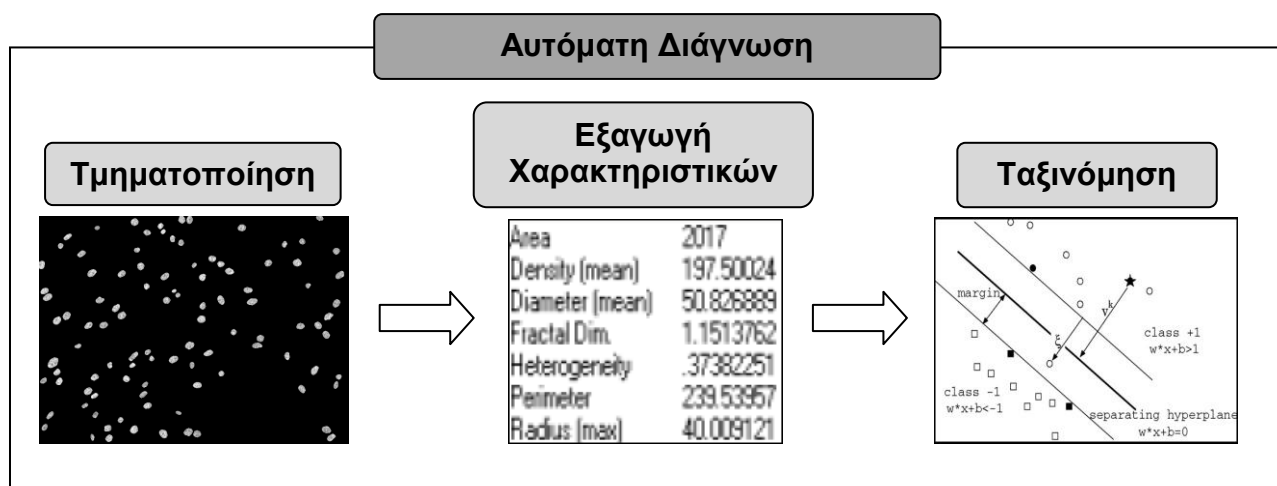 Αυτόματη Διάγνωση
Τμηματοποίηση
Εξαγωγή
Χαρακτηριστικών
Ταξινόμηση
Area 2017
Density (mean) 197.50024
Diameter (mean) 50.826889
Fractal Dim. 1.1513762
Heterogeneity .37382251
Perimeter 239.53957
Radius (max) 40.009121
margin
v^k
ξ
class +1
w*x+b>1
class -1
w*x+b<-1
separating hyperplane
w*x+b=0